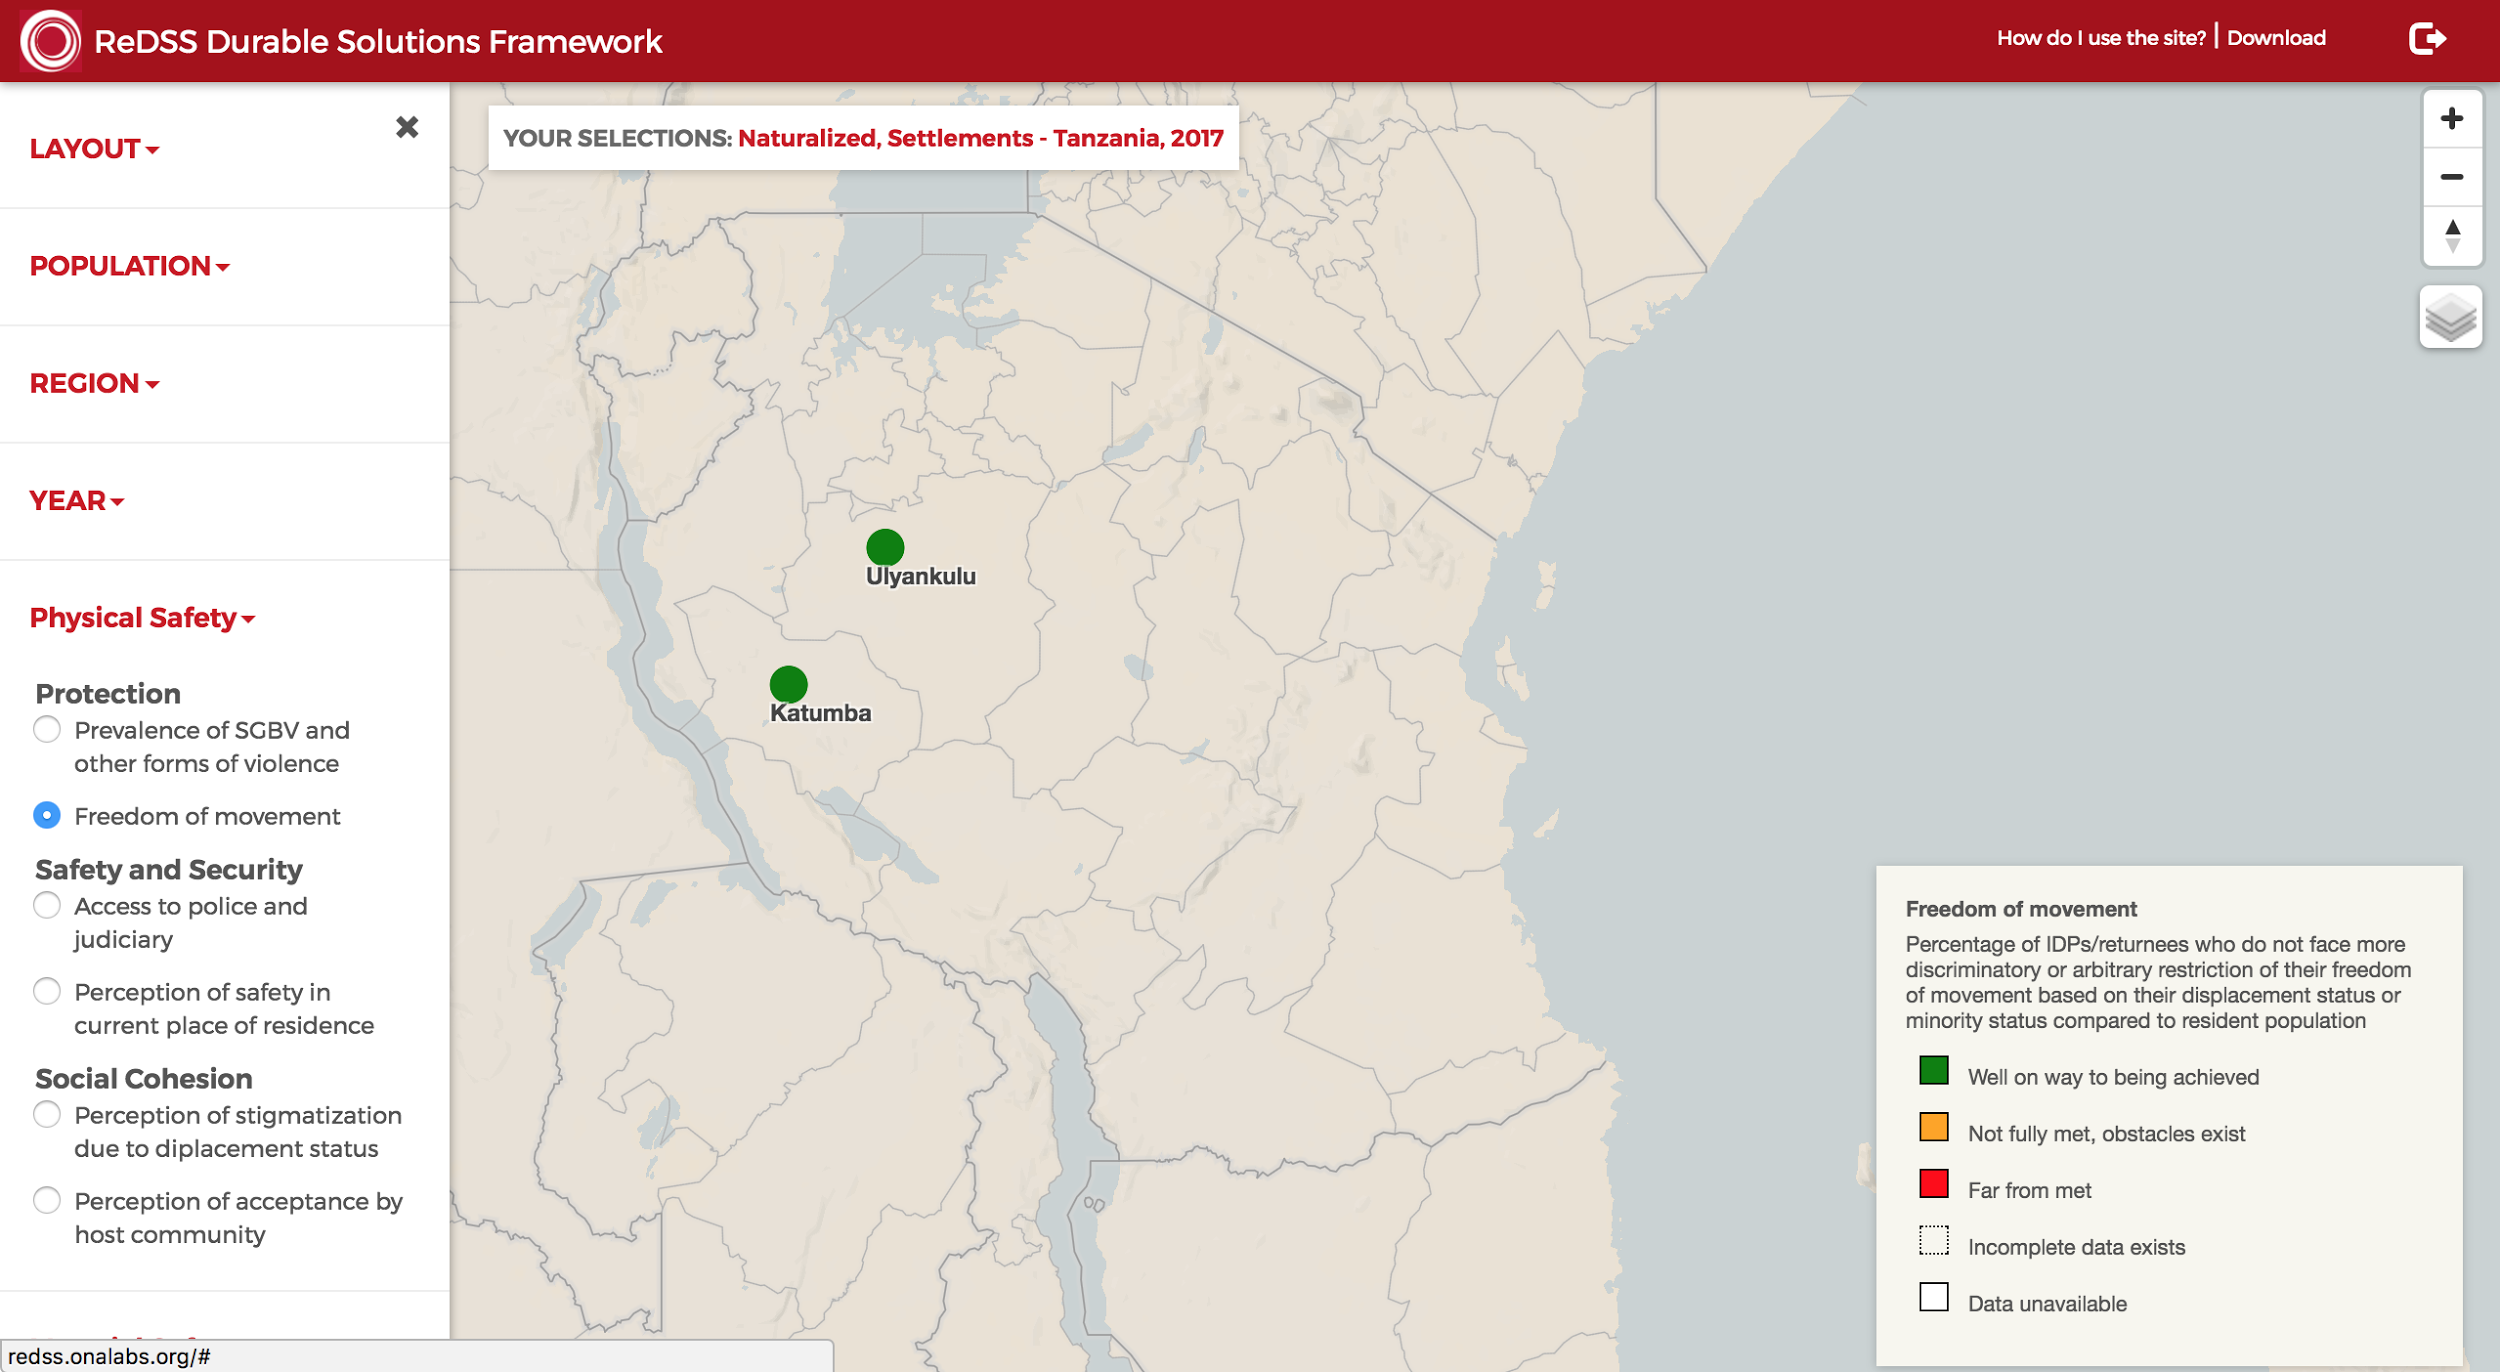 ReDSS Durable Solutions Framework
How do I use the site? | Download
LAYOUT
POPULATION
REGION
YEAR
Physical Safety
Protection
Prevalence of SGBV and
other forms of violence
Freedom of movement
Safety and Security
Access to police and
judiciary
Perception of safety in
current place of residence
Social Cohesion
Perception of stigmatization
due to diplacement status
Perception of acceptance by
host community
redss.onalabs.org/#
YOUR SELECTIONS: Naturalized, Settlements - Tanzania, 2017
Ulyankulu
Katumba
Freedom of movement
Percentage of IDPs/returnees who do not face more
discriminatory or arbitrary restriction of their freedom
of movement based on their displacement status or
minority status compared to resident population
Well on way to being achieved
Not fully met, obstacles exist
Far from met
Incomplete data exists
Data unavailable